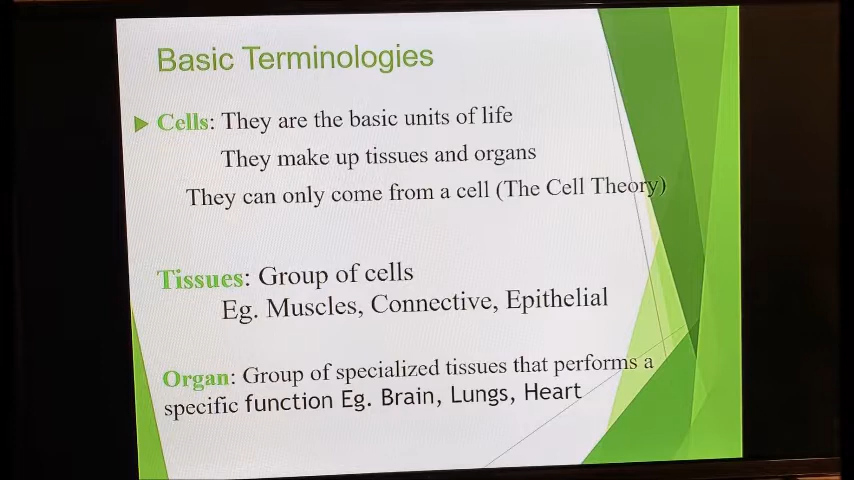 Basic Terminologies
Cells: They are the basic units of life
They make up tissues and organs
They can only come from a cell (The Cell Theory)
Tissues: Group of cells
Eg. Muscles, Connective, Epithelial
Organ: Group of specialized tissues that performs a
specific function Eg. Brain, Lungs, Heart